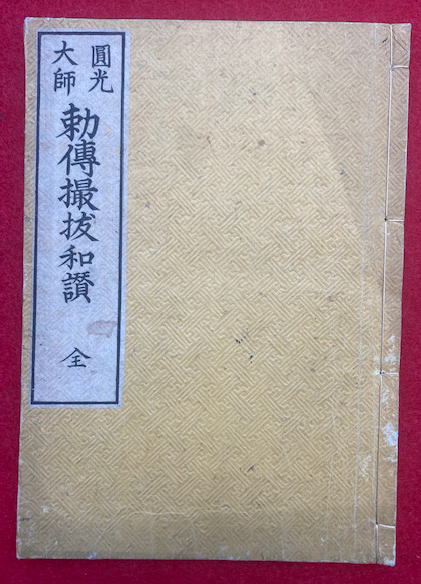 圓光
大師
勅傳撮抜和讃 全